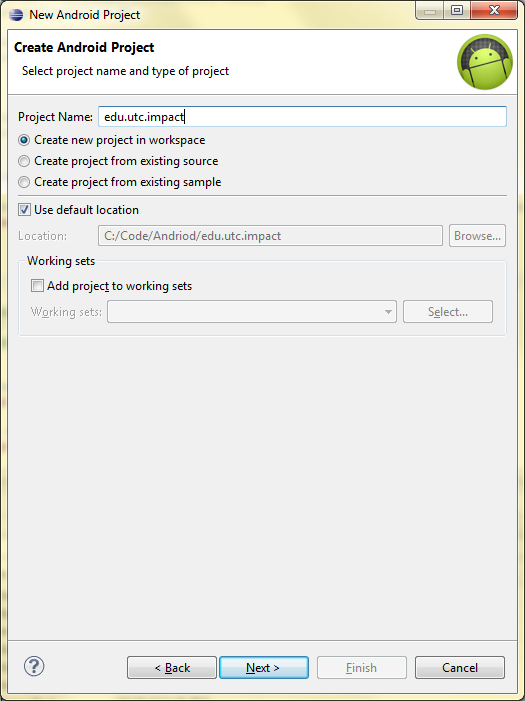 New Android Project
Create Android Project
Select project name and type of project
Project Name: edu.utc.impact
Create new project in workspace
Create project from existing source
Create project from existing sample
Use default location
Location: C:/Code/Andriod/edu.utc.impact Browse...
Working sets
Add project to working sets
Working sets: Select...
? < Back Next > Finish Cancel